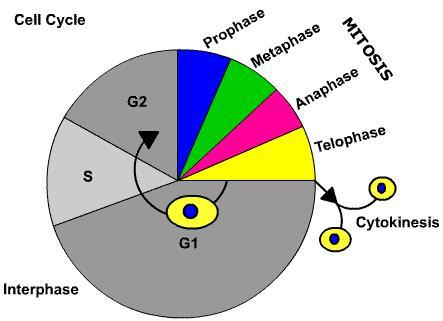 Cell Cycle
Prophase
Metaphase
MITOSIS
Anaphase
Telophase
G2
S
G1
Cytokinesis
Interphase